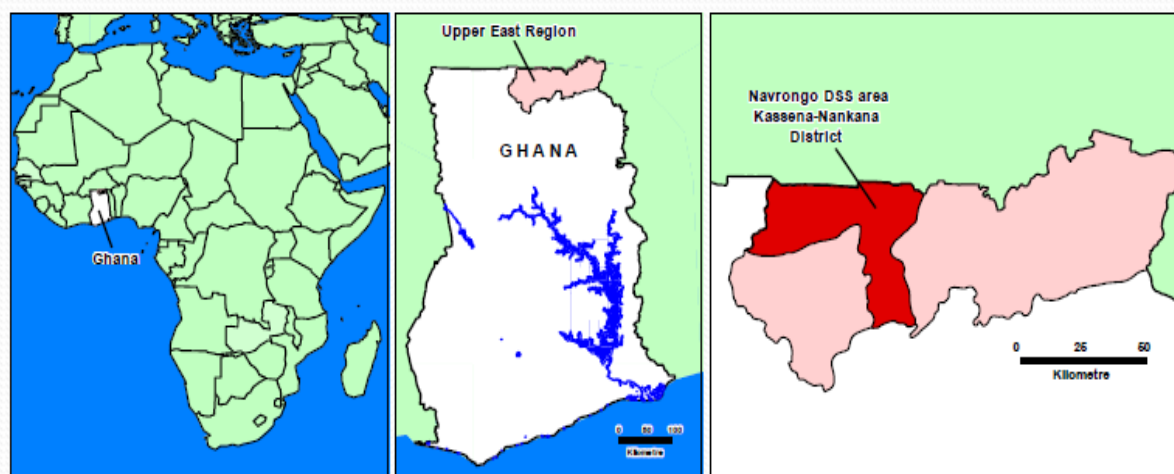 Ghana
Upper East Region
GHANA
0 50 100
Kilometre
Navrongo DSS area
Kassena-Nankana
District
0 25 50
Kilometre